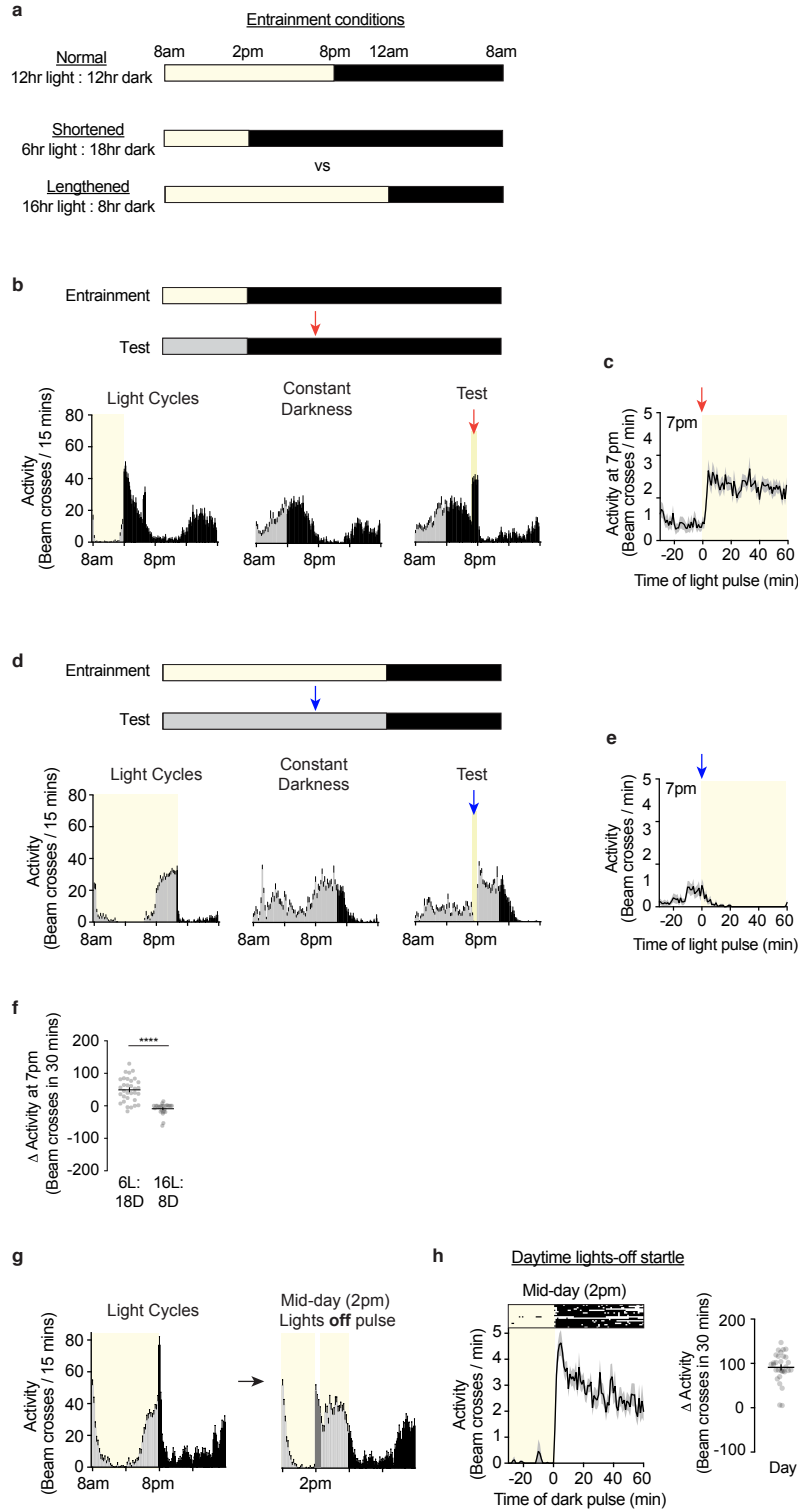 a
Entrainment conditions
8am 2pm 8pm 12am 8am
Normal
12hr light : 12hr dark
Shortened
6hr light : 18hr dark
vs
Lengthened
16hr light : 8hr dark
b
Entrainment
Test
Light Cycles
Constant
Darkness
Test
Activity
(Beam crosses / 15 mins)
80
60
40
20
0
8am 8pm
8am 8pm
8am 8pm
c
7pm
Activity at 7pm
(Beam crosses / min)
5
4
3
2
1
0
-20 0 20 40 60
Time of light pulse (min)
d
Entrainment
Test
Light Cycles
Constant
Darkness
Test
Activity
(Beam crosses / 15 mins)
80
60
40
20
0
8am 8pm
8am 8pm
8am 8pm
e
7pm
Activity
(Beam crosses / min)
5
4
3
2
1
0
-20 0 20 40 60
Time of light pulse (min)
f
Δ Activity at 7pm
(Beam crosses in 30 mins)
200
100
0
-100
-200
****
6L: 16L:
18D 8D
g
Light Cycles
Mid-day (2pm)
Lights off pulse
Activity
(Beam crosses / 15 mins)
100
80
60
40
20
0
8am 8pm
2pm
h
Daytime lights-off startle
Mid-day (2pm)
Activity
(Beam crosses / min)
5
4
3
2
1
0
-20 0 20 40 60
Time of dark pulse (min)
Δ Activity
(Beam crosses in 30 mins)
200
100
0
-100
Day